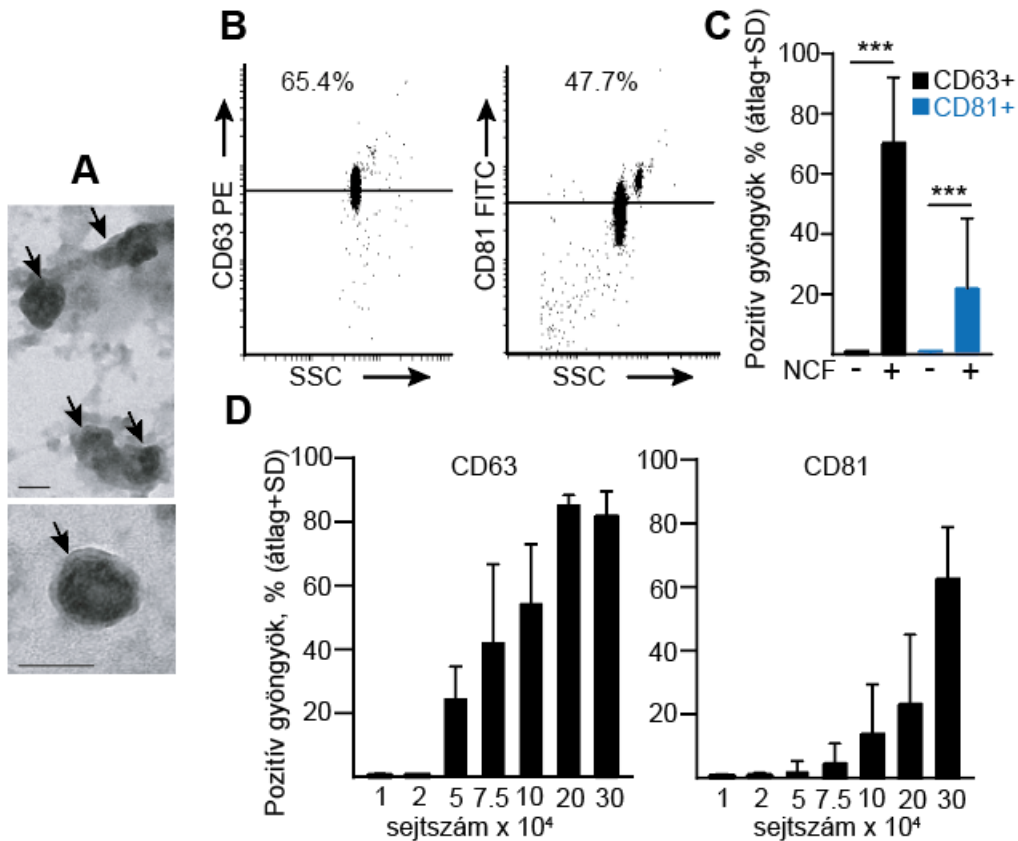 A
B
65.4%
CD63 PE
SSC
47.7%
CD81 FITC
SSC
C
Pozitív gyöngyök % (átlag+SD)
100
80
60
40
20
***
***
CD63+
CD81+
NCF - + - +
D
Pozitív gyöngyök, % (átlag+SD)
CD63
100
80
60
40
20
1 2 5 7.5 10 20 30
sejtszám x 10⁴
CD81
100
80
60
40
20
1 2 5 7.5 10 20 30
sejtszám x 10⁴